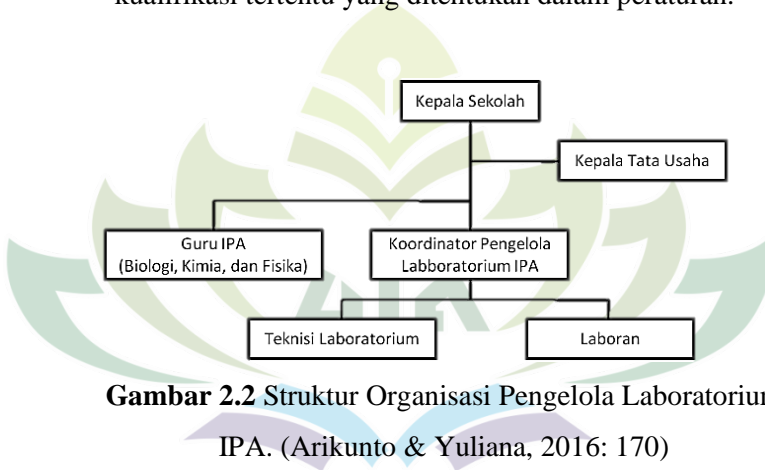 kualifikasi tertentu yang ditentukan dalam peraturan.
Kepala Sekolah
Kepala Tata Usaha
Guru IPA
(Biologi, Kimia, dan Fisika)
Koordinator Pengelola
Labboratorium IPA
Teknisi Laboratorium
Laboran
Gambar 2.2 Struktur Organisasi Pengelola Laboratoriu
IPA. (Arikunto & Yuliana, 2016: 170)